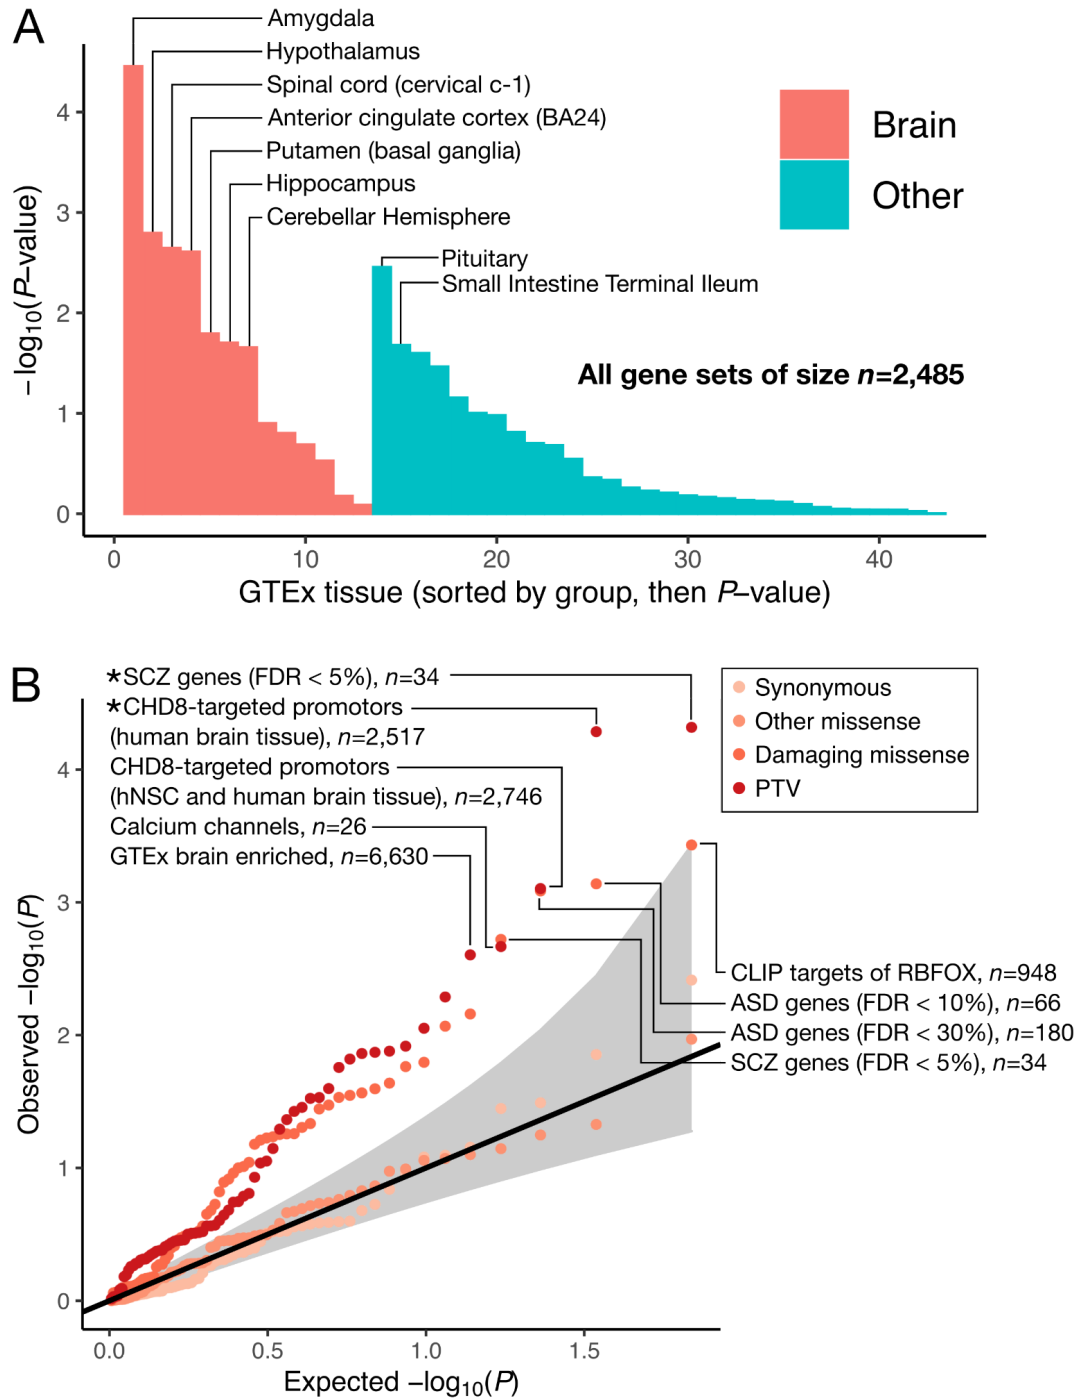 A
Amygdala
Hypothalamus
Spinal cord (cervical c-1)
Anterior cingulate cortex (BA24)
Putamen (basal ganglia)
Hippocampus
Cerebellar Hemisphere
Brain
Other
Pituitary
Small Intestine Terminal Ileum
All gene sets of size n=2,485
−log10(P–value)
4
3
2
1
0
0 10 20 30 40
GTEx tissue (sorted by group, then P–value)
B
*SCZ genes (FDR < 5%), n=34
*CHD8-targeted promotors
(human brain tissue), n=2,517
CHD8-targeted promotors
(hNSC and human brain tissue), n=2,746
Calcium channels, n=26
GTEx brain enriched, n=6,630
Synonymous
Other missense
Damaging missense
PTV
CLIP targets of RBFOX, n=948
ASD genes (FDR < 10%), n=66
ASD genes (FDR < 30%), n=180
SCZ genes (FDR < 5%), n=34
Observed −log10(P)
4
3
2
1
0
0.0 0.5 1.0 1.5
Expected −log10(P)